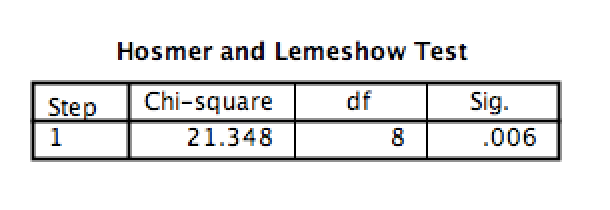 Hosmer and Lemeshow Test
Step Chi-square df Sig.
1 21.348 8 .006